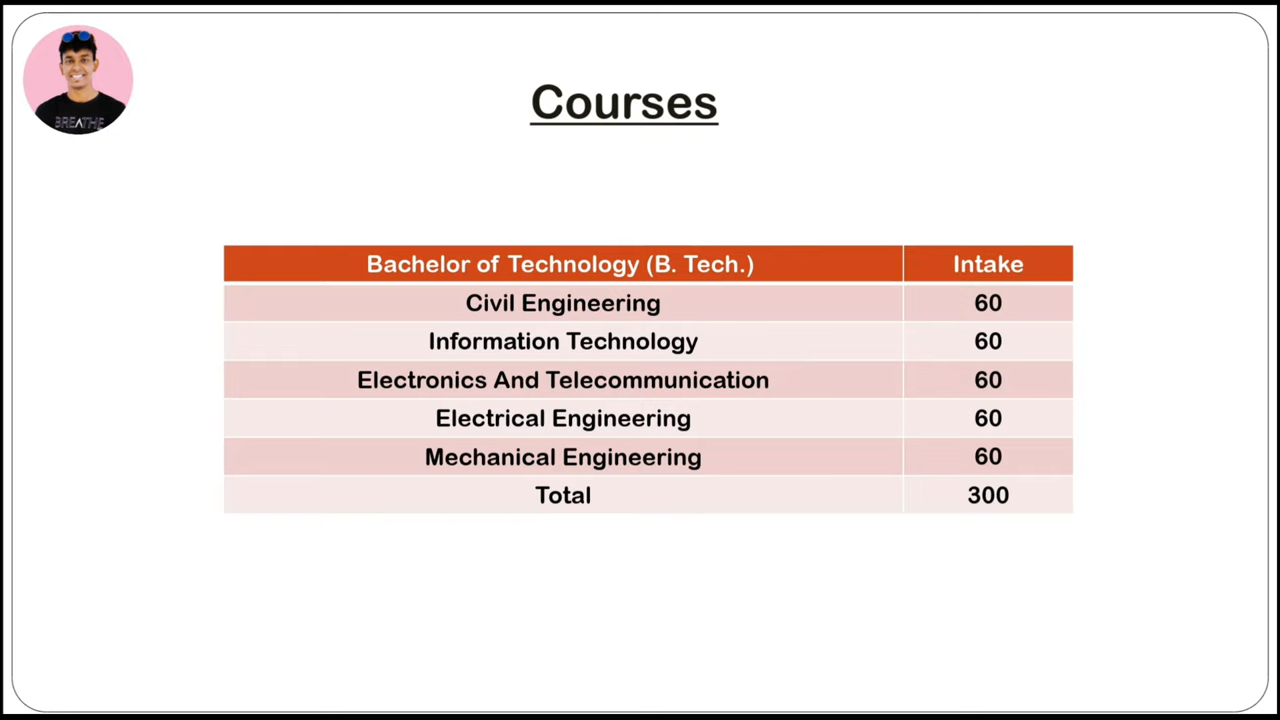 BREATHE
Courses
Bachelor of Technology (B. Tech.) Intake
Civil Engineering 60
Information Technology 60
Electronics And Telecommunication 60
Electrical Engineering 60
Mechanical Engineering 60
Total 300